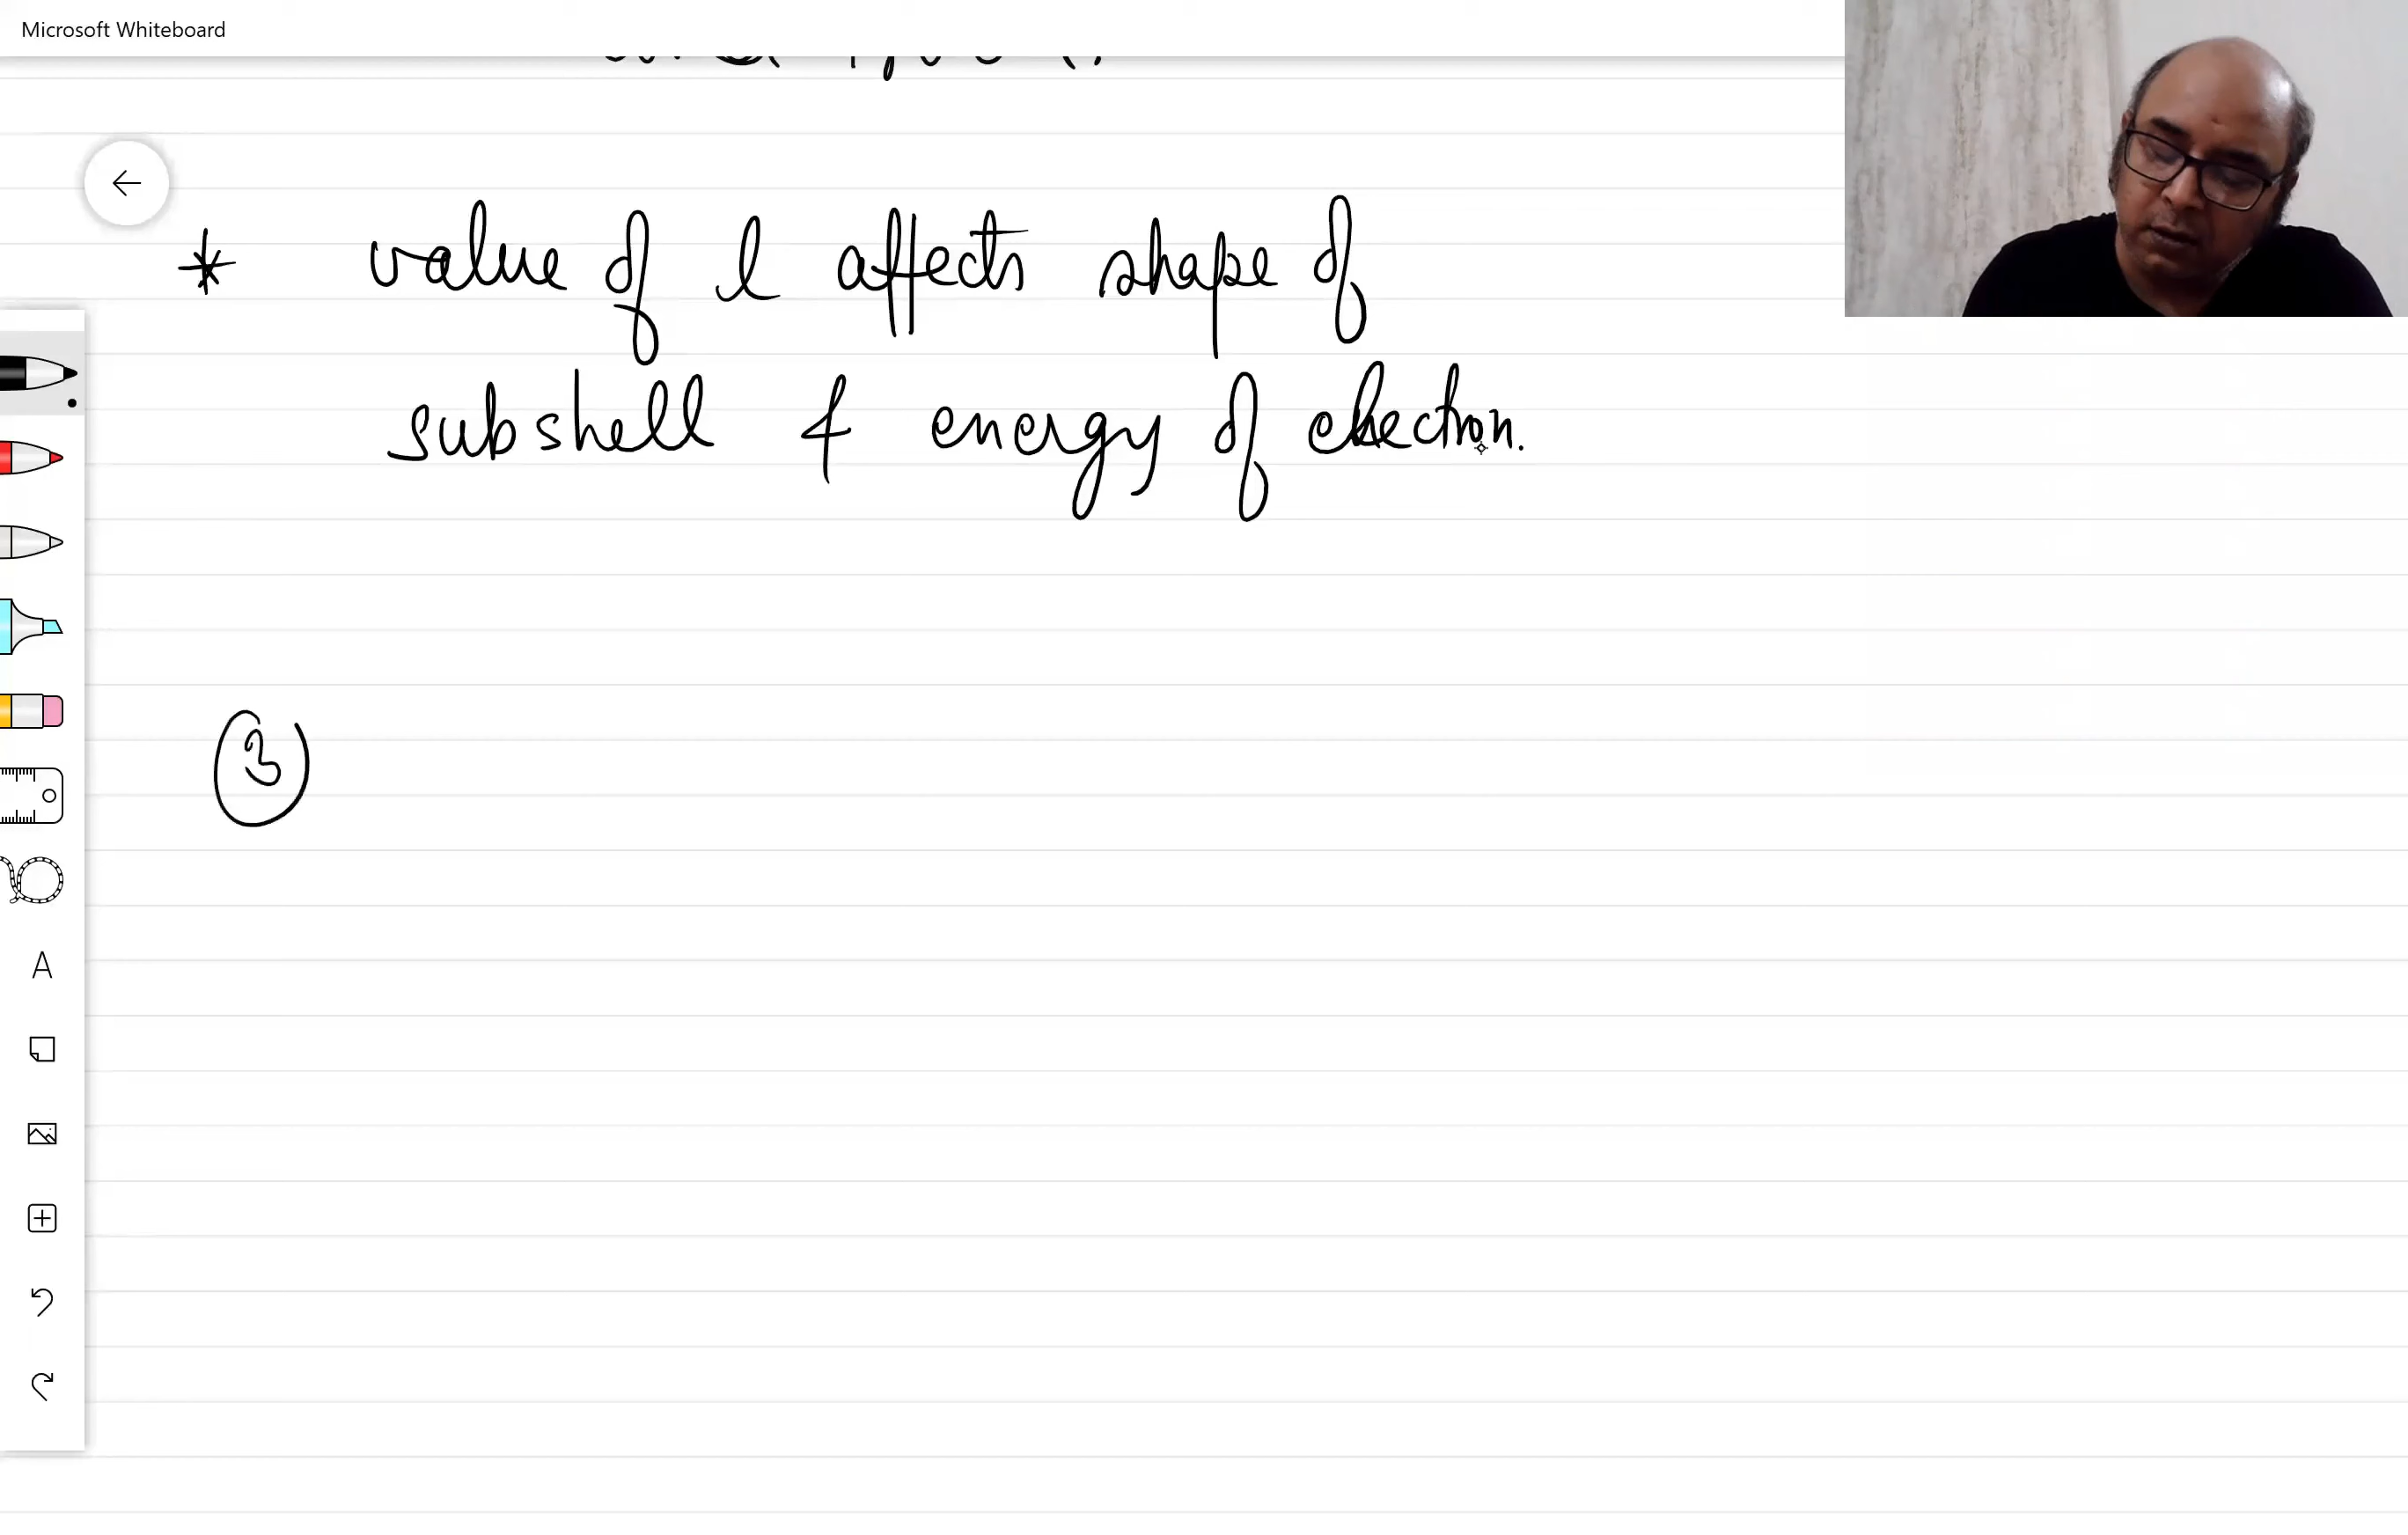 Microsoft Whiteboard
* value of l affects shape of
subshell & energy of electron.
③
A